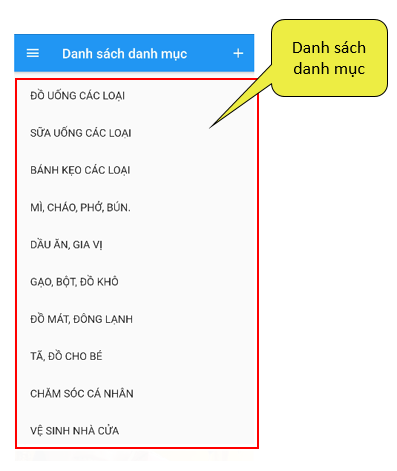 Danh sách danh mục
Danh sách
danh mục
ĐỒ UỐNG CÁC LOẠI
SỮA UỐNG CÁC LOẠI
BÁNH KẸO CÁC LOẠI
MÌ, CHÁO, PHỞ, BÚN.
DẦU ĂN, GIA VỊ
GẠO, BỘT, ĐỒ KHÔ
ĐỒ MÁT, ĐÔNG LẠNH
TÃ, ĐỒ CHO BÉ
CHĂM SÓC CÁ NHÂN
VỆ SINH NHÀ CỬA